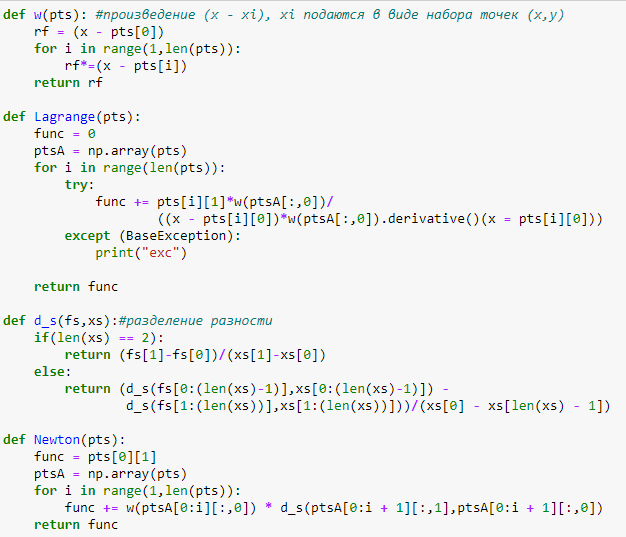 def w(pts): #произведение (x - xi), xi подаются в виде набора точек (x,y)
    rf = (x - pts[0])
    for i in range(1,len(pts)):
        rf*=(x - pts[i])
    return rf

def Lagrange(pts):
    func = 0
    ptsA = np.array(pts)
    for i in range(len(pts)):
        try:
            func += pts[i][1]*w(ptsA[:,0])/
                    ((x - pts[i][0])*w(ptsA[:,0]).derivative()(x = pts[i][0]))
        except (BaseException):
            print("exc")

    return func

def d_s(fs,xs):#разделение разности
    if(len(xs) == 2):
        return (fs[1]-fs[0])/(xs[1]-xs[0])
    else:
        return (d_s(fs[0:(len(xs)-1)],xs[0:(len(xs)-1)]) -
                d_s(fs[1:(len(xs))],xs[1:(len(xs))]))/(xs[0] - xs[len(xs) - 1])

def Newton(pts):
    func = pts[0][1]
    ptsA = np.array(pts)
    for i in range(1,len(pts)):
        func += w(ptsA[0:i][:,0]) * d_s(ptsA[0:i + 1][:,1],ptsA[0:i + 1][:,0])
    return func